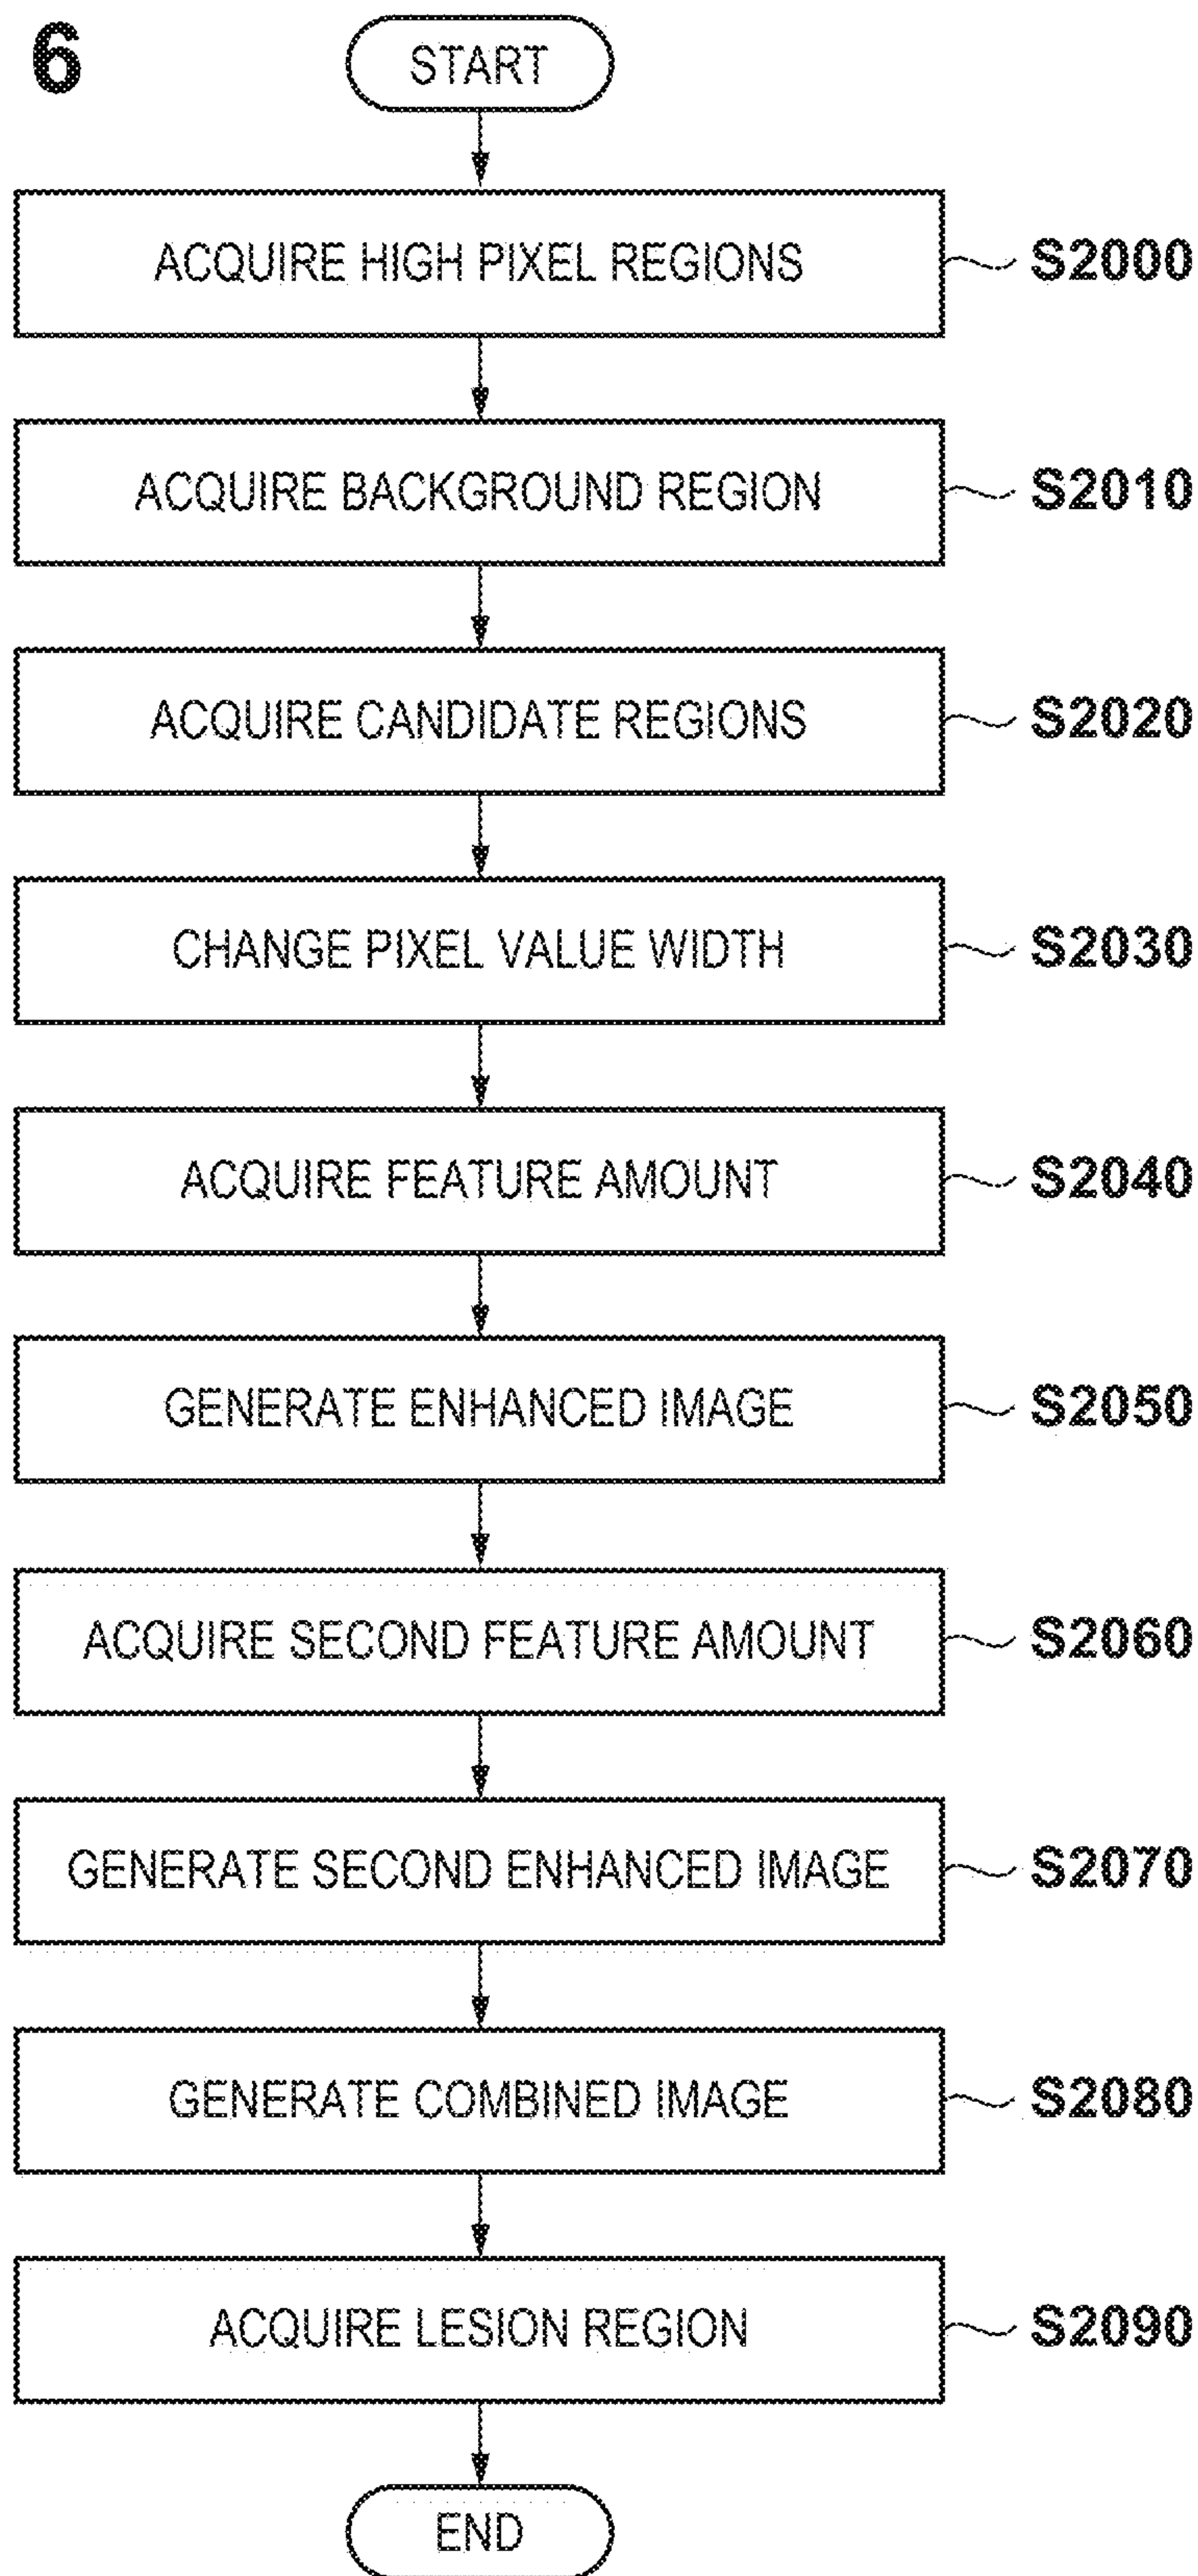 6
START
ACQUIRE HIGH PIXEL REGIONS S2000
ACQUIRE BACKGROUND REGION S2010
ACQUIRE CANDIDATE REGIONS S2020
CHANGE PIXEL VALUE WIDTH S2030
ACQUIRE FEATURE AMOUNT S2040
GENERATE ENHANCED IMAGE S2050
ACQUIRE SECOND FEATURE AMOUNT S2060
GENERATE SECOND ENHANCED IMAGE S2070
GENERATE COMBINED IMAGE S2080
ACQUIRE LESION REGION S2090
END